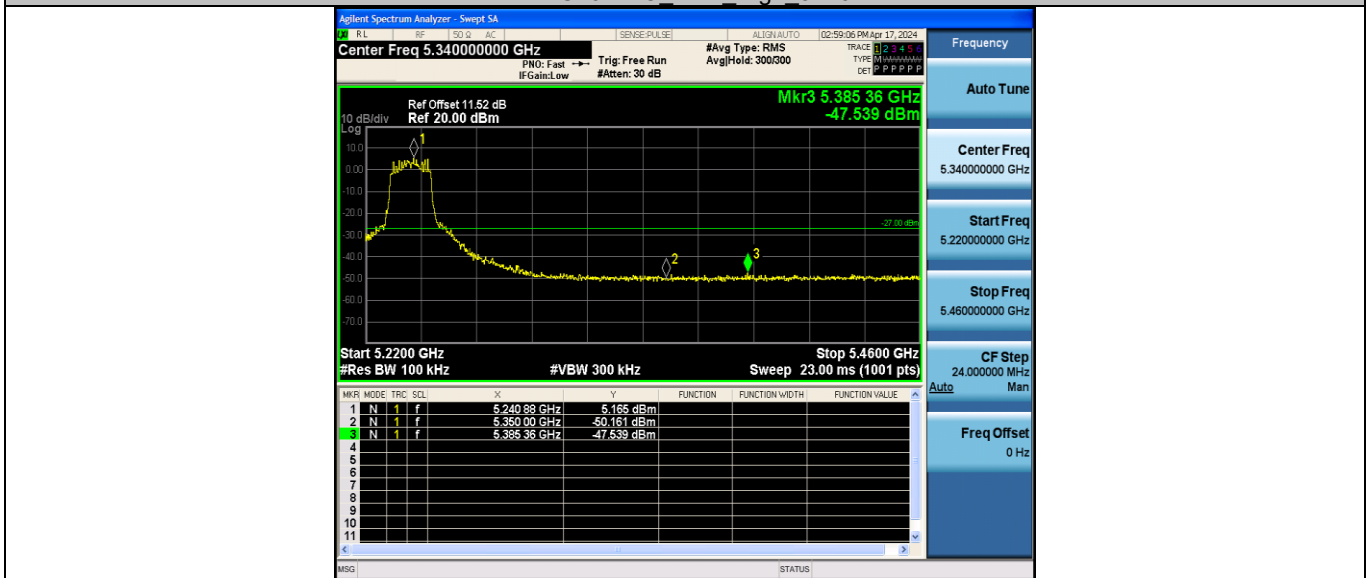 Agilent Spectrum Analyzer - Swept SA
RL RF 50 Ω AC SENSE:PULSE ALIGN AUTO 02:59:06 PM Apr 17, 2024
Center Freq 5.340000000 GHz #Avg Type: RMS TRACE 1 2 3 4 5 6
PNO: Fast Trig: Free Run Avg|Hold: 300/300 TYPE M
IFGain:Low #Atten: 30 dB DET P P P P P P
Mkr3 5.385 36 GHz
Ref Offset 11.52 dB
10 dB/div Ref 20.00 dBm -47.539 dBm
Log
1
10.0
0.00
-10.0
-20.0
-27.00 dBm
-30.0
-40.0
2 3
-50.0
-60.0
-70.0
Start 5.2200 GHz Stop 5.4600 GHz
#Res BW 100 kHz #VBW 300 kHz Sweep 23.00 ms (1001 pts)
MKR MODE TRC SCL X Y FUNCTION FUNCTION WIDTH FUNCTION VALUE
1 N 1 f 5.240 88 GHz 5.165 dBm
2 N 1 f 5.350 00 GHz -50.161 dBm
3 N 1 f 5.385 36 GHz -47.539 dBm
4
5
6
7
8
9
10
11
MSG STATUS
Frequency
Auto Tune
Center Freq
5.340000000 GHz
Start Freq
5.220000000 GHz
Stop Freq
5.460000000 GHz
CF Step
24.000000 MHz
Auto Man
Freq Offset
0 Hz